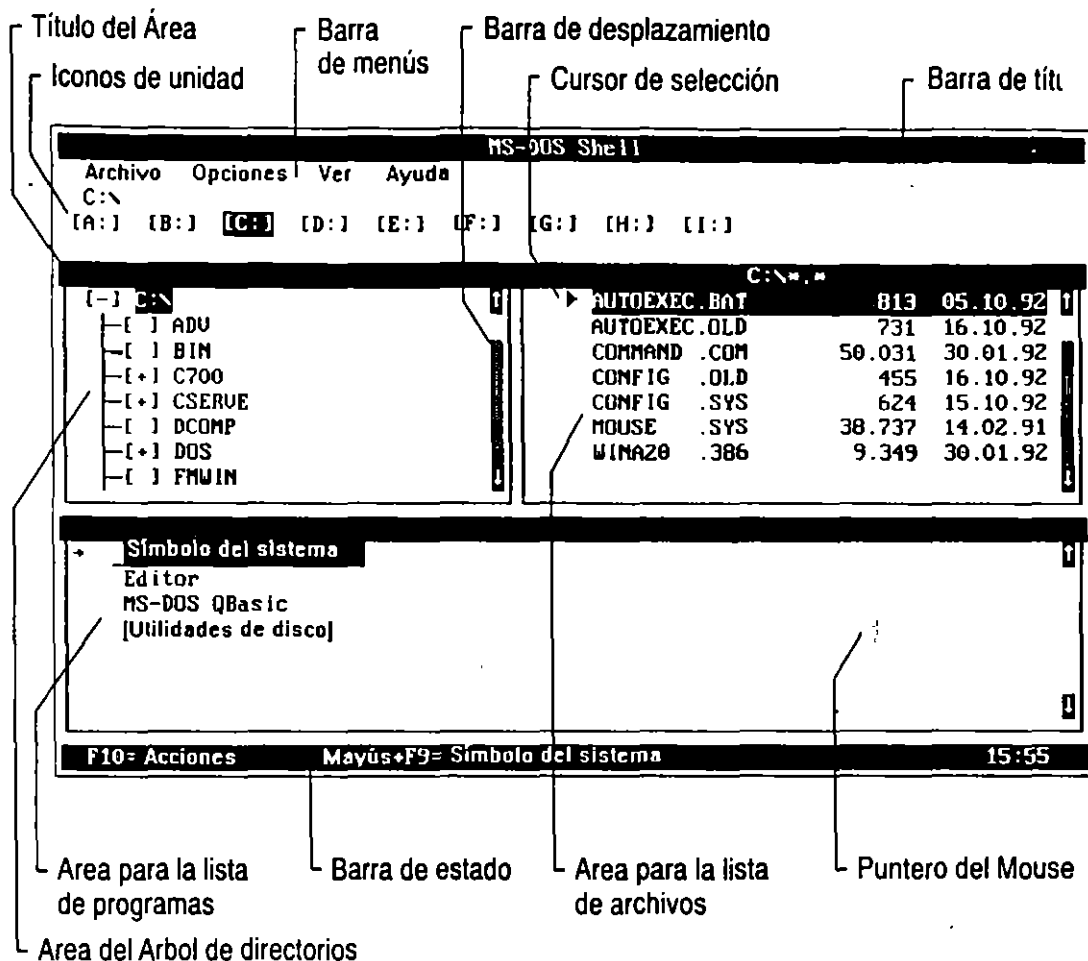 Título del Área
Barra de menús
Barra de desplazamiento
Iconos de unidad
Cursor de selección
Barra de títu
MS-DOS Shell
Archivo Opciones Ver Ayuda
C:\
[A:] [B:] [C:] [D:] [E:] [F:] [G:] [H:] [I:]
C:\*.*
[-] C:\
[ ] ADV
[ ] BIN
[+] C700
[+] CSERVE
[ ] DCOMP
[+] DOS
[ ] FMWIN
AUTOEXEC.BAT 813 05.10.92
AUTOEXEC.OLD 731 16.10.92
COMMAND .COM 50.031 30.01.92
CONFIG .OLD 455 16.10.92
CONFIG .SYS 624 15.10.92
MOUSE .SYS 38.737 14.02.91
WINA20 .386 9.349 30.01.92
Símbolo del sistema
Editor
MS-DOS QBasic
[Utilidades de disco]
F10= Acciones Mayús+F9= Símbolo del sistema 15:55
Area para la lista
de programas
Barra de estado
Area para la lista
de archivos
Puntero del Mouse
Area del Arbol de directorios